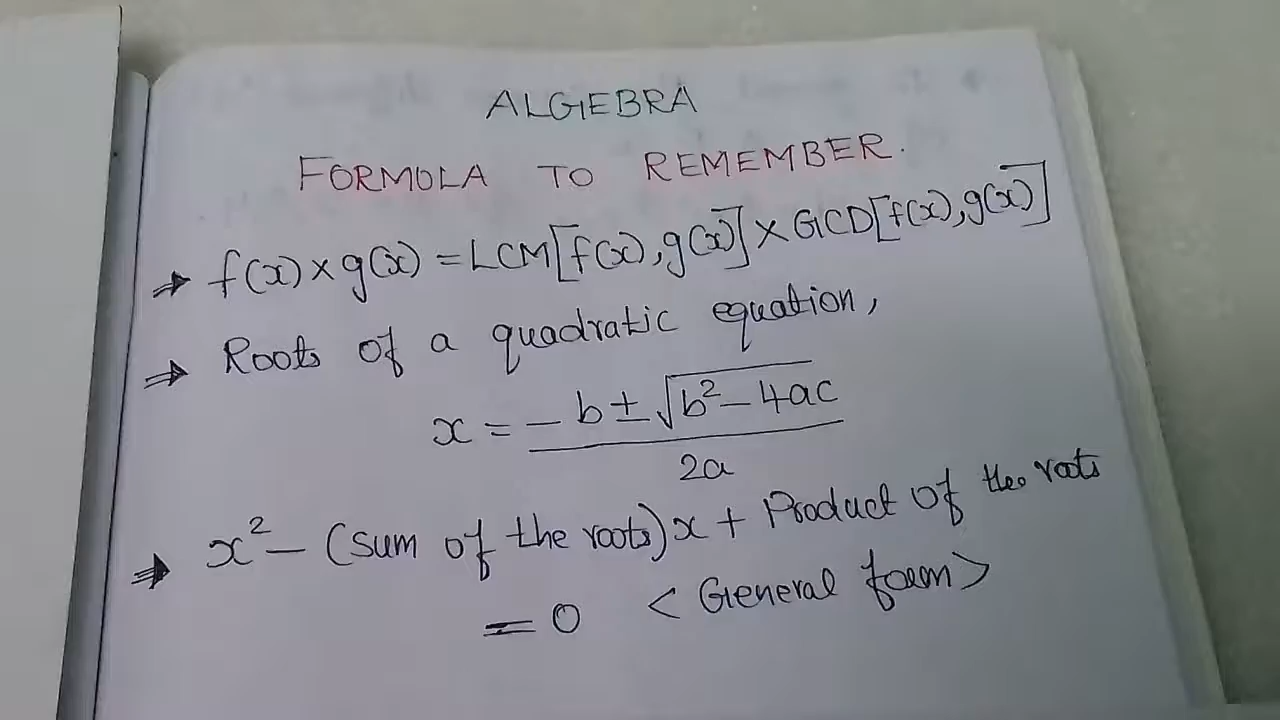 ALGEBRA
FORMOLA TO REMEMBER.
⇒ f(x) × g(x) = LCM[f(x), g(x)] × GCD[f(x), g(x)]
⇒ Roots of a quadratic equation,
x = -b ± √b² - 4ac
2a
⇒ x² - (sum of the roots)x + Product of the roots
= 0 < General form >